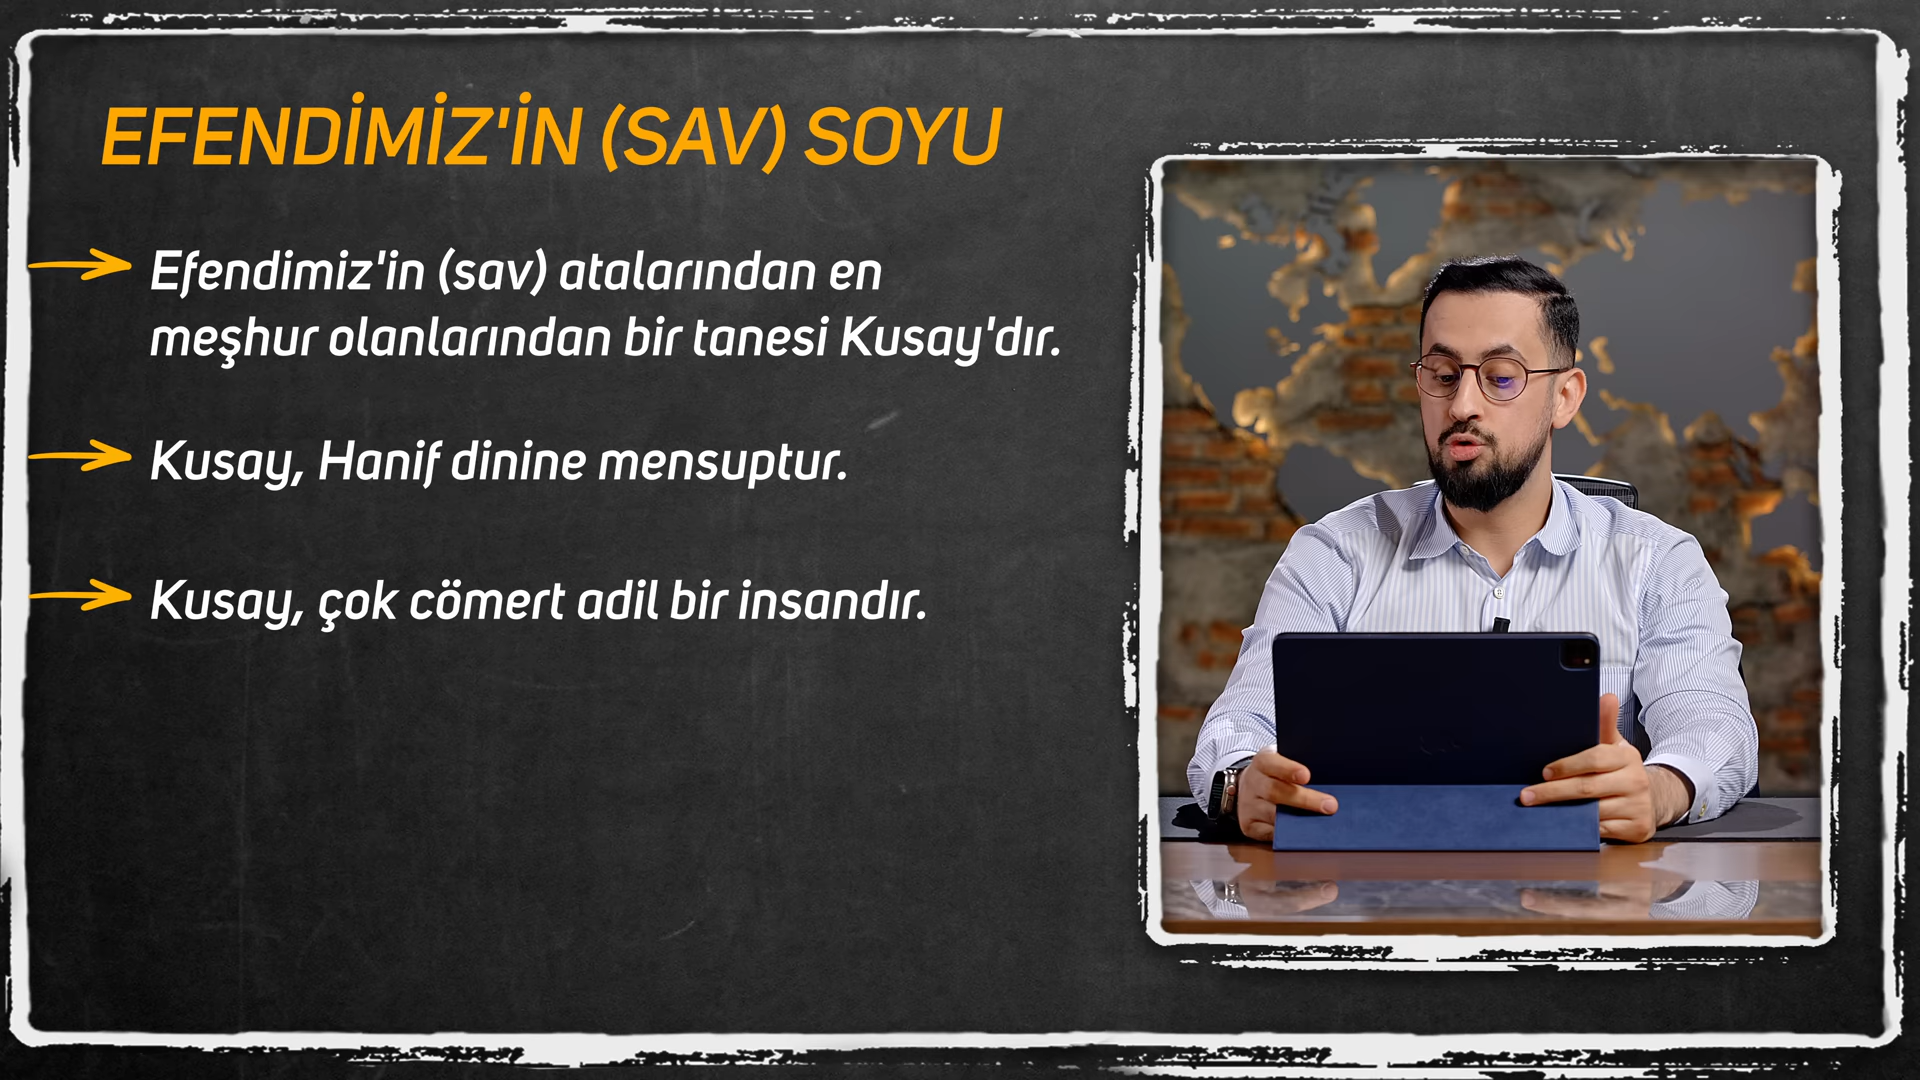 EFENDİMİZ'İN (SAV) SOYU
Efendimiz'in (sav) atalarından en
meşhur olanlarından bir tanesi Kusay'dır.
Kusay, Hanif dinine mensuptur.
Kusay, çok cömert adil bir insandır.